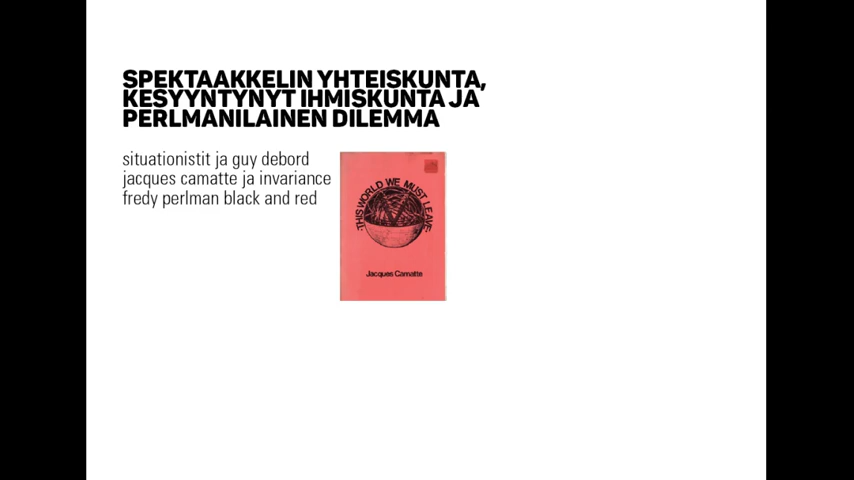 SPEKTAAKKELIN YHTEISKUNTA,
KESYYNTYNYT IHMISKUNTA JA
PERLMANILAINEN DILEMMA
situationistit ja guy debord
jacques camatte ja invariance
fredy perlman black and red
·THIS WORLD WE MUST LEAVE·
Jacques Camatte